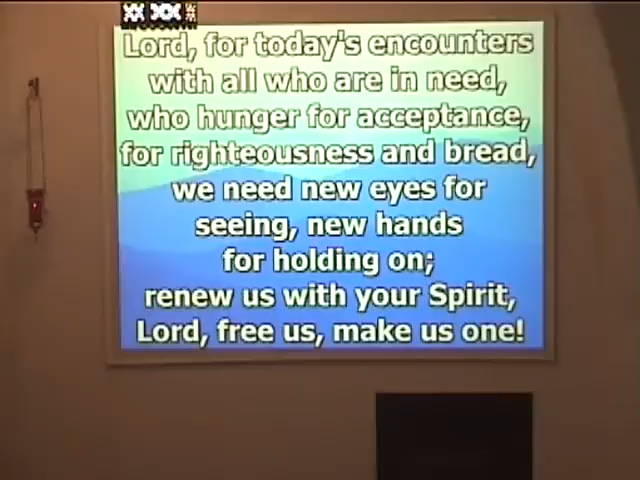 Lord, for today's encounters
with all who are in need,
who hunger for acceptance,
for righteousness and bread,
we need new eyes for
seeing, new hands
for holding on;
renew us with your Spirit,
Lord, free us, make us one!